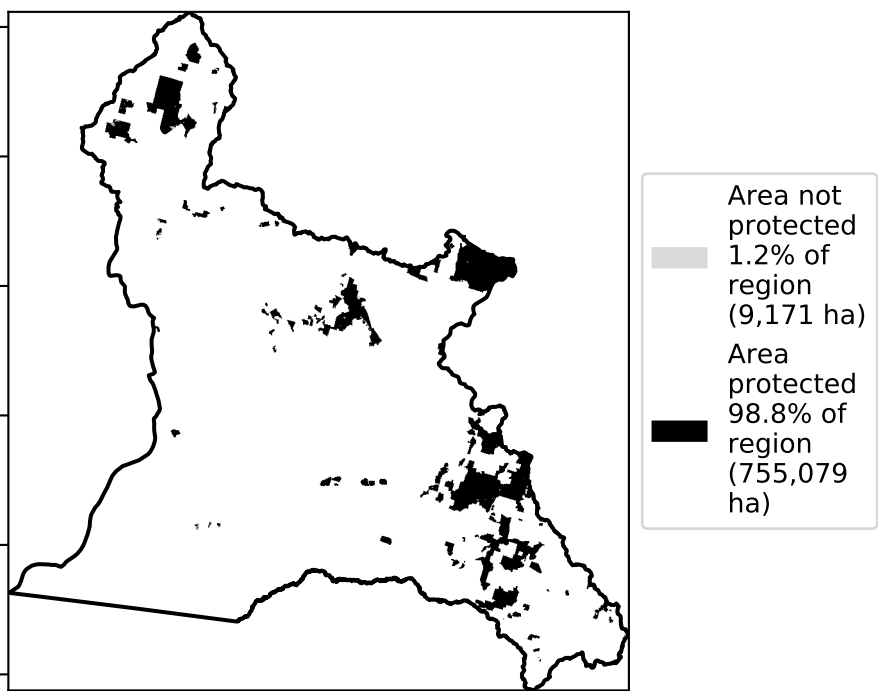 Area not
protected
1.2% of
region
(9,171 ha)
Area
protected
98.8% of
region
(755,079
ha)